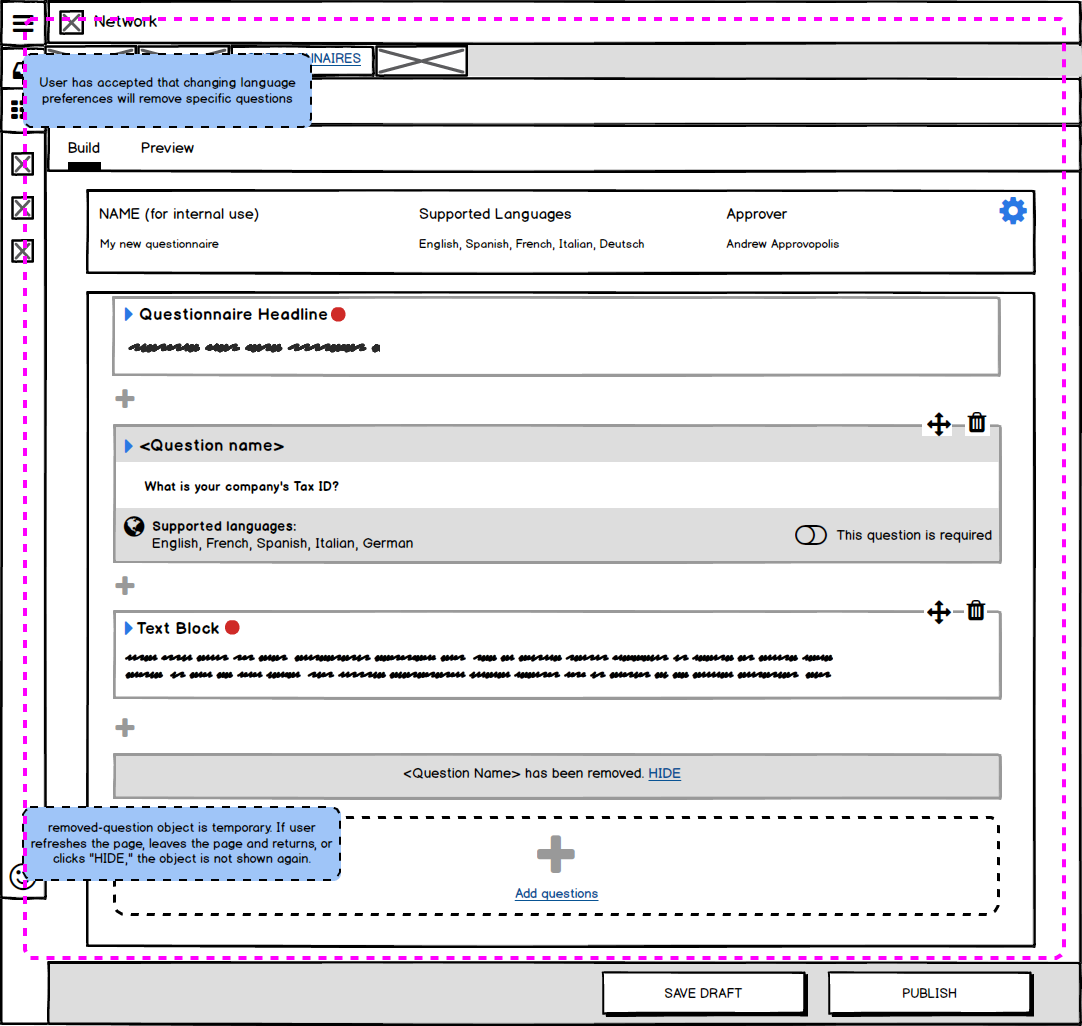 Network
NAIRES
User has accepted that changing language
preferences will remove specific questions
Build
Preview
NAME (for internal use)
Supported Languages
Approver
My new questionnaire
English, Spanish, French, Italian, Deutsch
Andrew Approvopolis
Questionnaire Headline
<Question name>
What is your company's Tax ID?
Supported languages:
English, French, Spanish, Italian, German
This question is required
Text Block
<Question Name> has been removed. HIDE
removed-question object is temporary. If user
refreshes the page, leaves the page and returns, or
clicks "HIDE," the object is not shown again.
Add questions
SAVE DRAFT
PUBLISH